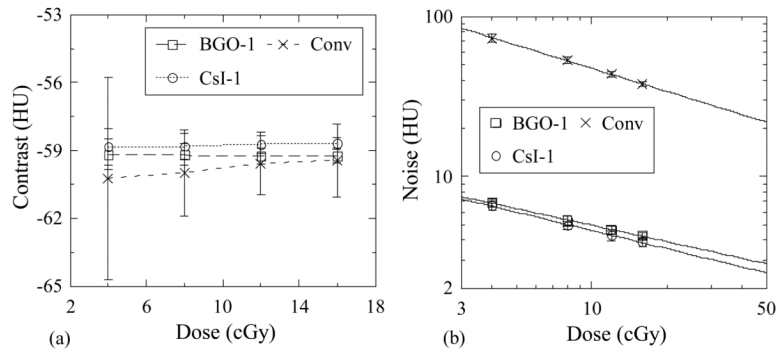 BGO-1
Conv
CsI-1
Contrast (HU)
-53
-56
-59
-62
-65
2
6
10
14
18
Dose (cGy)
(a)
100
10
2
Noise (HU)
BGO-1
Conv
CsI-1
3
10
50
Dose (cGy)
(b)